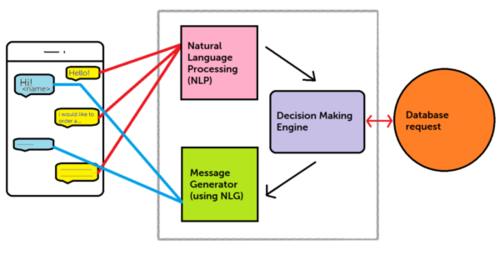 Hello!
Hi!
<name>
I would like to
order a...
Natural
Language
Processing
(NLP)
Decision Making
Engine
Database
request
Message
Generator
(using NLG)